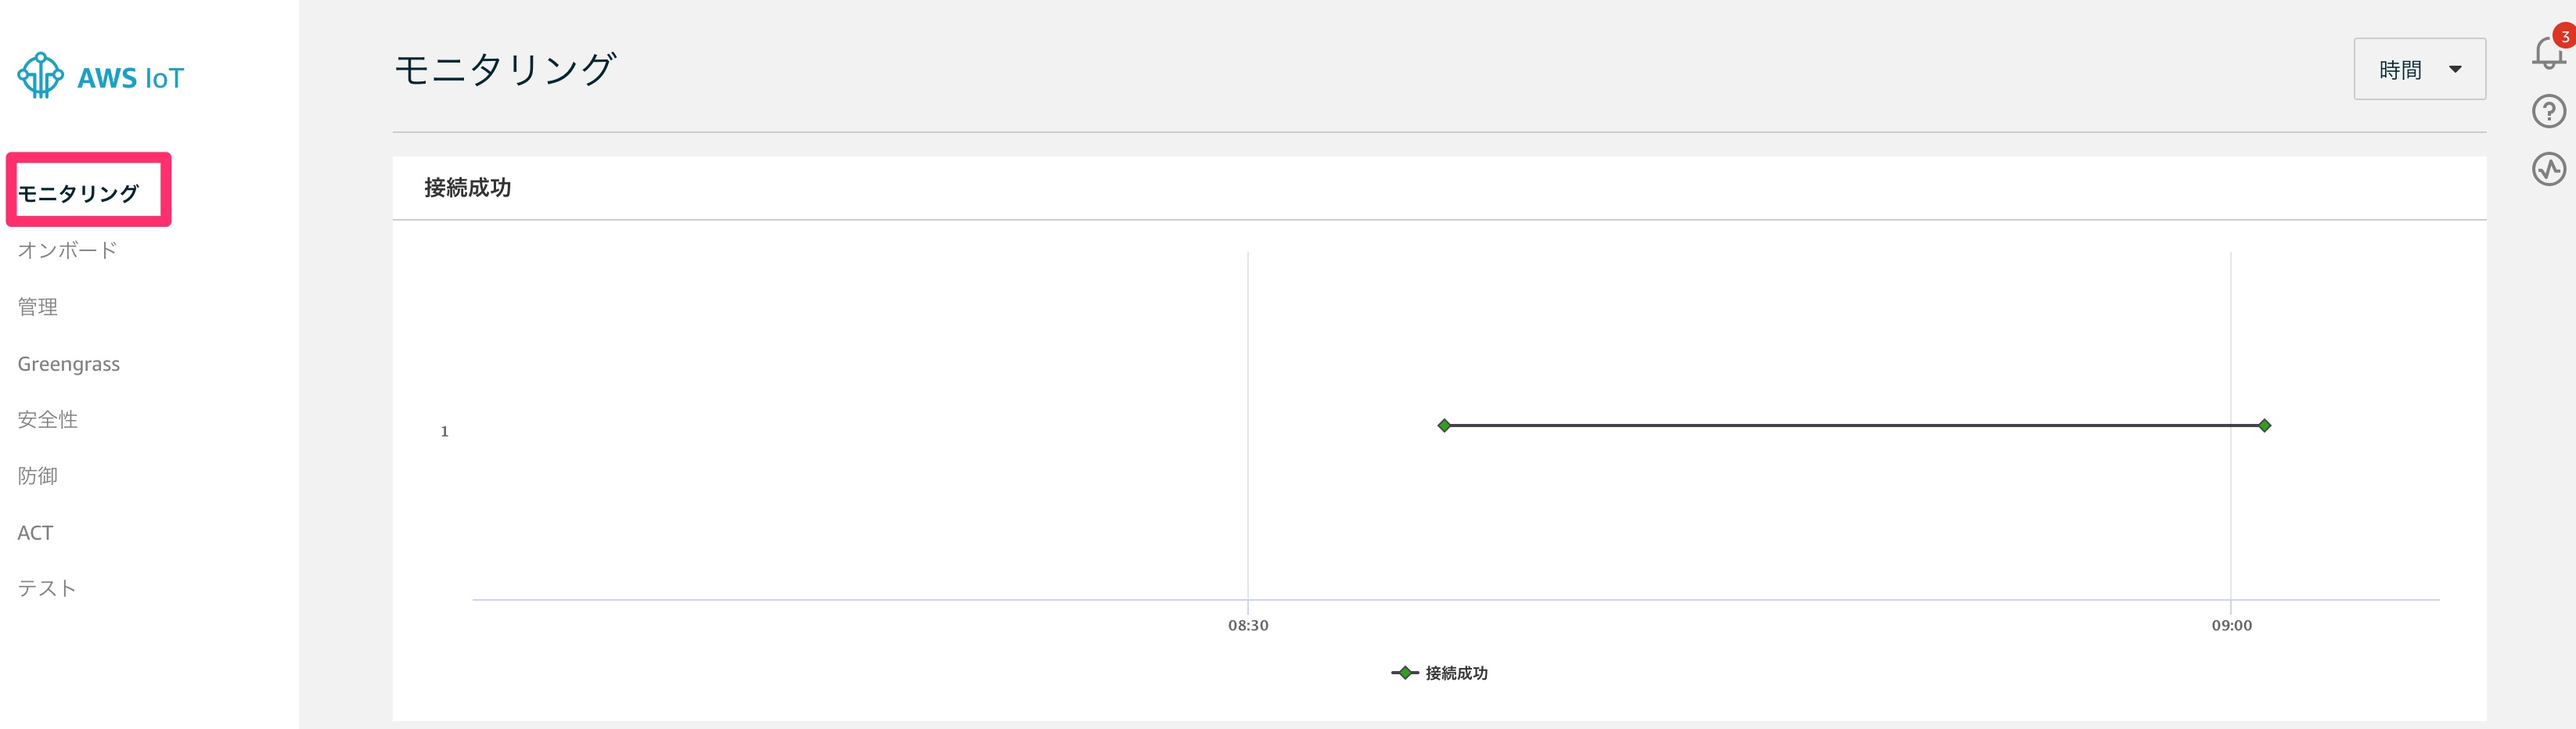 AWS IoT
モニタリング
オンボード
管理
Greengrass
安全性
防御
ACT
テスト
モニタリング
時間
3
接続成功
1
08:30
09:00
接続成功